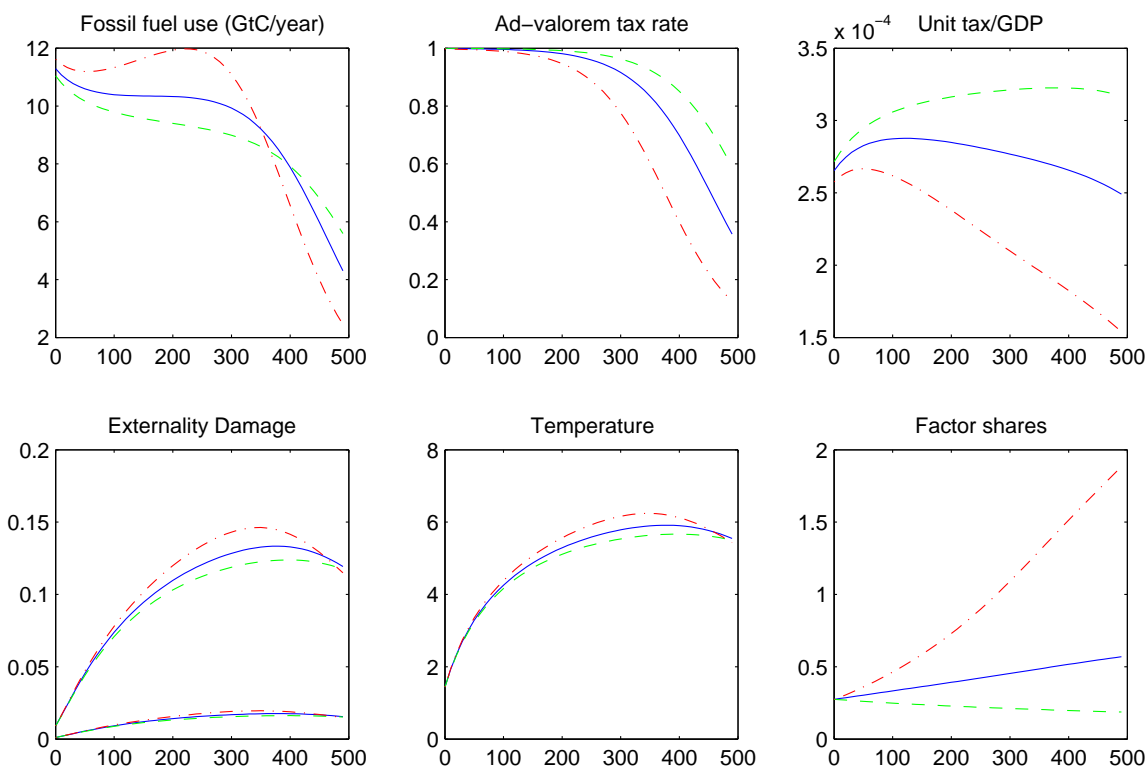 Fossil fuel use (GtC/year)
12
10
8
6
4
2
0 100 200 300 400 500
Ad−valorem tax rate
1
0.8
0.6
0.4
0.2
0
0 100 200 300 400 500
Unit tax/GDP
x 10−4
3.5
3
2.5
2
1.5
0 100 200 300 400 500
Externality Damage
0.2
0.15
0.1
0.05
0
0 100 200 300 400 500
Temperature
8
6
4
2
0
0 100 200 300 400 500
Factor shares
2
1.5
1
0.5
0
0 100 200 300 400 500